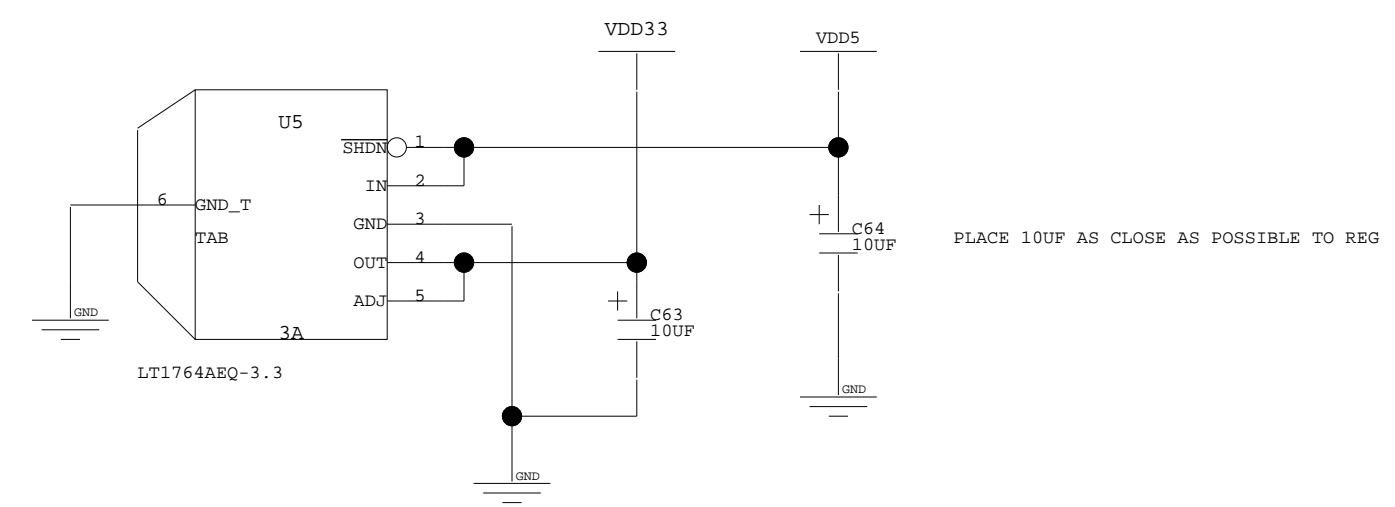 VDD33
VDD5
U5
SHDN 1
IN 2
6 GND_T
GND 3
TAB
C64
10UF
PLACE 10UF AS CLOSE AS POSSIBLE TO REG
OUT 4
ADJ 5
GND
C63
10UF
3A
LT1764AEQ-3.3
GND
GND